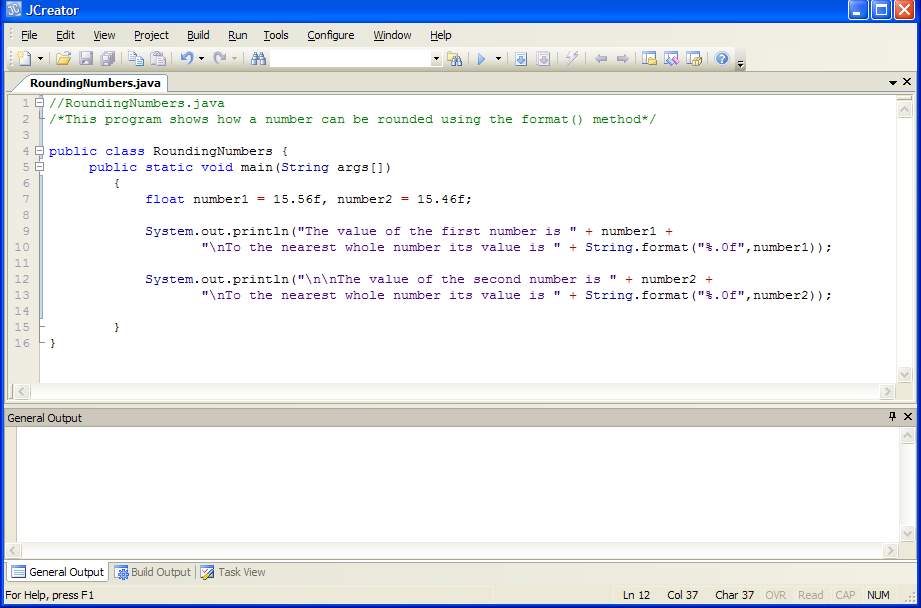 JCreator
File Edit View Project Build Run Tools Configure Window Help
RoundingNumbers.java
1 //RoundingNumbers.java
2 /*This program shows how a number can be rounded using the format() method*/
3
4 public class RoundingNumbers {
5 public static void main(String args[])
6 {
7 float number1 = 15.56f, number2 = 15.46f;
8
9 System.out.println("The value of the first number is " + number1 +
10 "\nTo the nearest whole number its value is " + String.format("%.0f",number1));
11
12 System.out.println("\n\nThe value of the second number is " + number2 +
13 "\nTo the nearest whole number its value is " + String.format("%.0f",number2));
14
15 }
16 }
General Output
General Output Build Output Task View
For Help, press F1 Ln 12 Col 37 Char 37 OVR Read CAP NUM